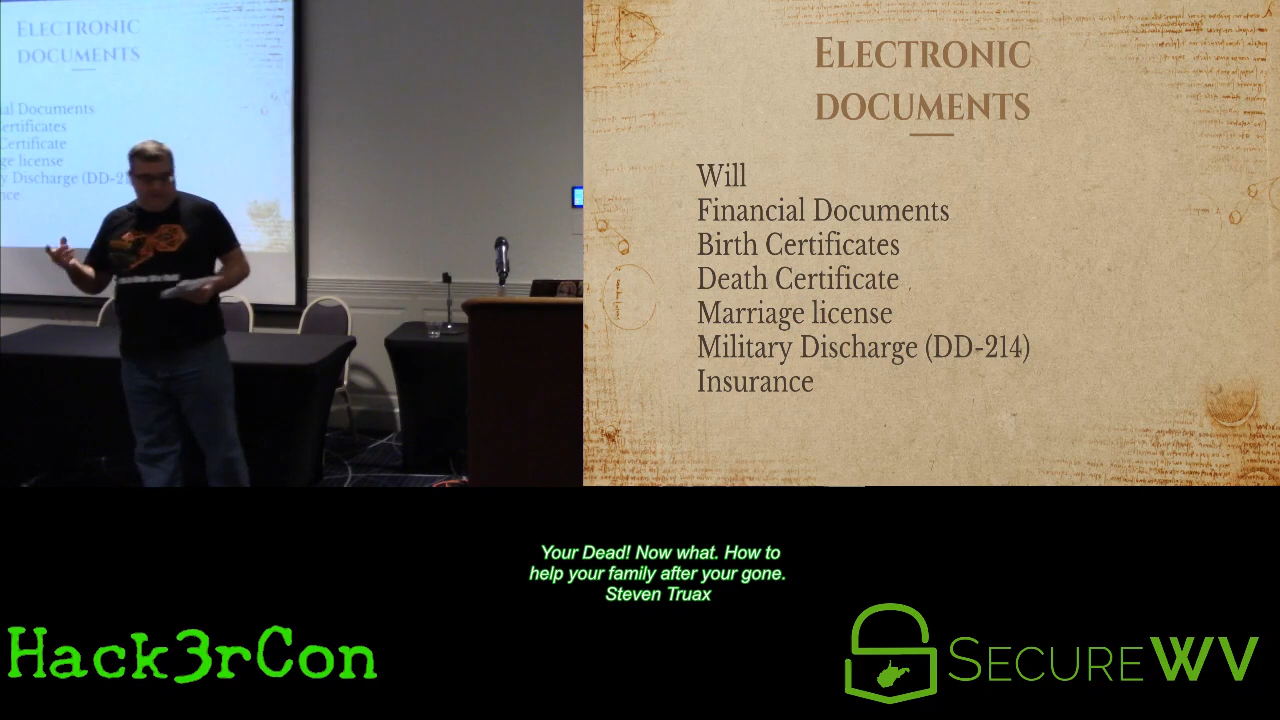 ELECTRONIC
DOCUMENTS
al Documents
ertificates
Certificate
ge license
y Discharge (DD-21
nce
ELECTRONIC
DOCUMENTS
Will
Financial Documents
Birth Certificates
Death Certificate
Marriage license
Military Discharge (DD-214)
Insurance
Your Dead! Now what. How to
help your family after your gone.
Steven Truax
Hack3rCon
SECUREWV